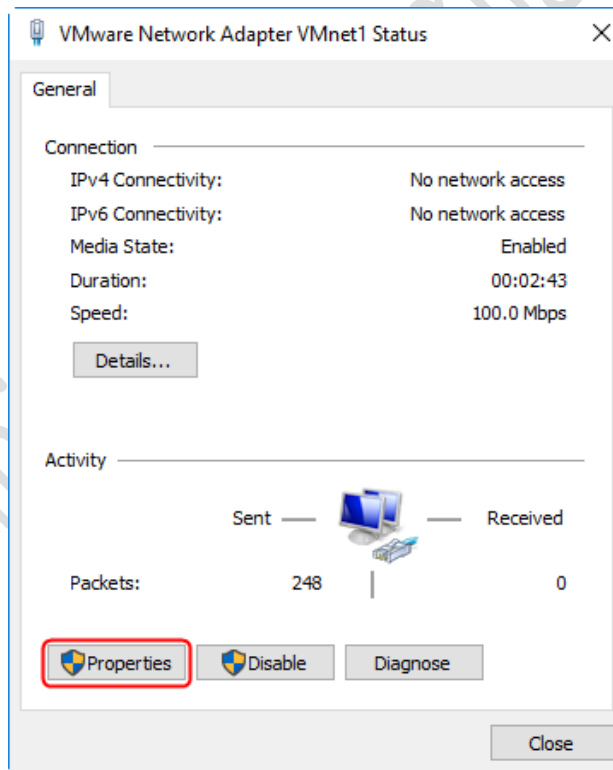 VMware Network Adapter VMnet1 Status
General
Connection
IPv4 Connectivity: No network access
IPv6 Connectivity: No network access
Media State: Enabled
Duration: 00:02:43
Speed: 100.0 Mbps
Details...
Activity
Sent Received
Packets: 248 0
Properties Disable Diagnose
Close